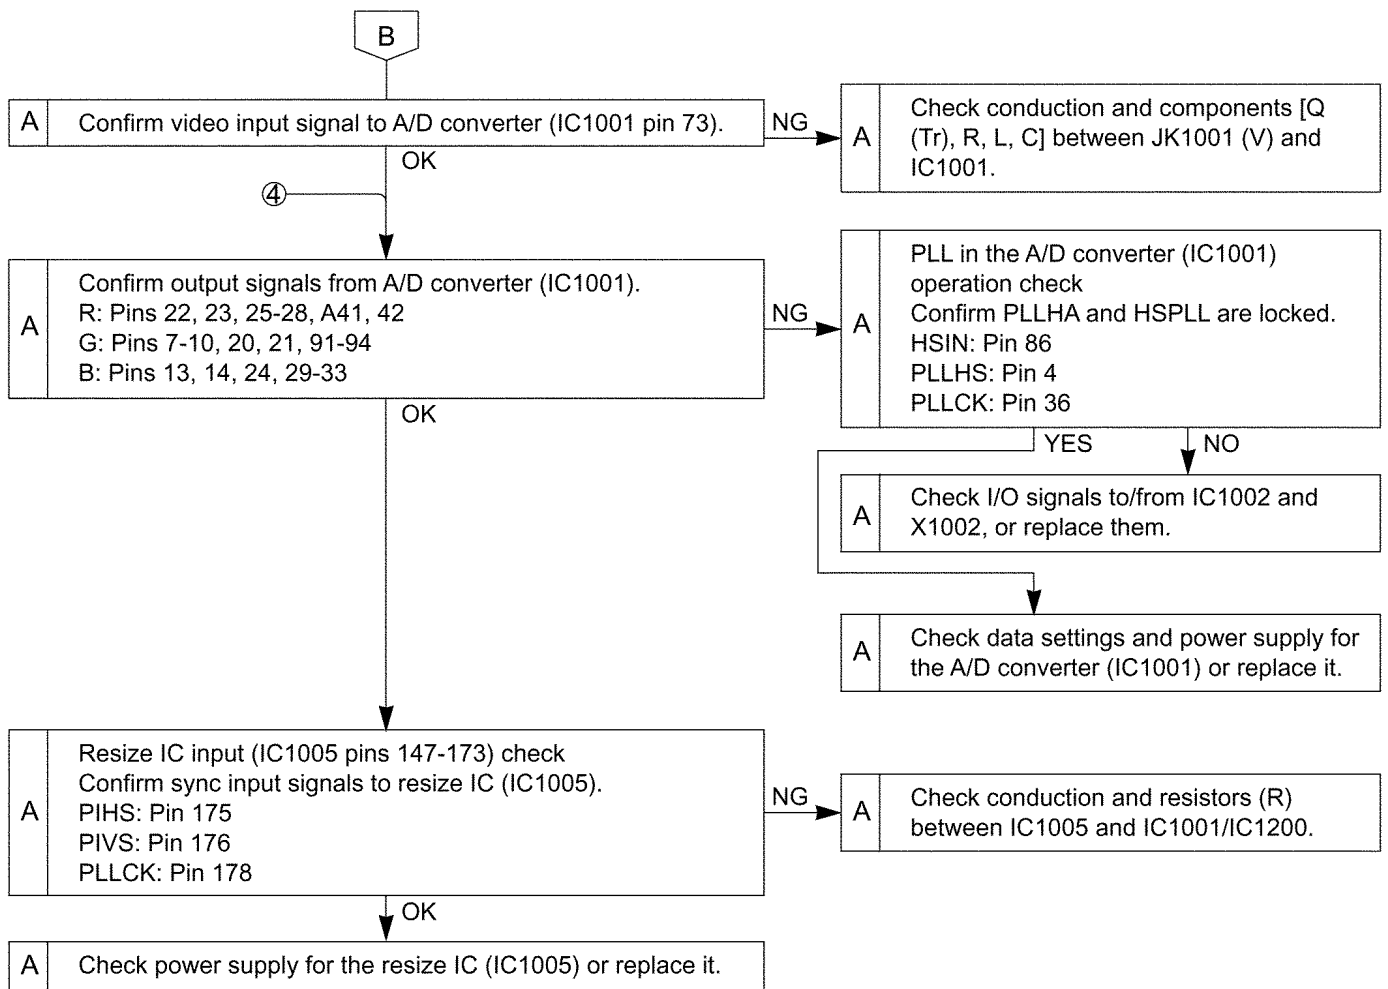 B
A
Confirm video input signal to A/D converter (IC1001 pin 73).
NG
A
Check conduction and components [Q
(Tr), R, L, C] between JK1001 (V) and
IC1001.
OK
④
A
Confirm output signals from A/D converter (IC1001).
R: Pins 22, 23, 25-28, A41, 42
G: Pins 7-10, 20, 21, 91-94
B: Pins 13, 14, 24, 29-33
NG
A
PLL in the A/D converter (IC1001)
operation check
Confirm PLLHA and HSPLL are locked.
HSIN: Pin 86
PLLHS: Pin 4
PLLCK: Pin 36
OK
YES
NO
A
Check I/O signals to/from IC1002 and
X1002, or replace them.
A
Check data settings and power supply for
the A/D converter (IC1001) or replace it.
A
Resize IC input (IC1005 pins 147-173) check
Confirm sync input signals to resize IC (IC1005).
PIHS: Pin 175
PIVS: Pin 176
PLLCK: Pin 178
NG
A
Check conduction and resistors (R)
between IC1005 and IC1001/IC1200.
OK
A
Check power supply for the resize IC (IC1005) or replace it.